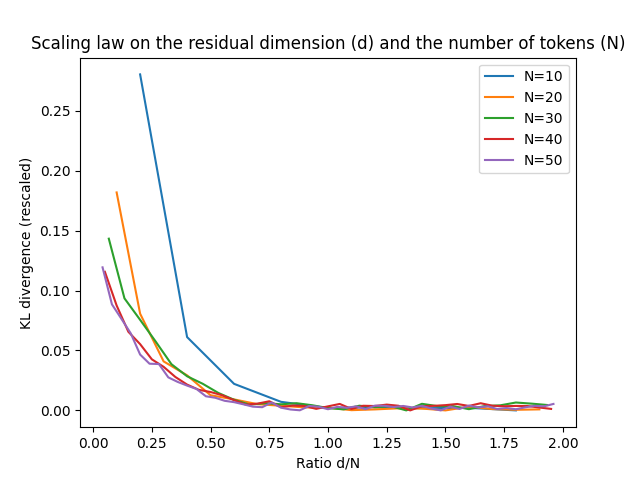 Scaling law on the residual dimension (d) and the number of tokens (N)
KL divergence (rescaled)
0.25
0.20
0.15
0.10
0.05
0.00
N=10
N=20
N=30
N=40
N=50
0.00 0.25 0.50 0.75 1.00 1.25 1.50 1.75 2.00
Ratio d/N